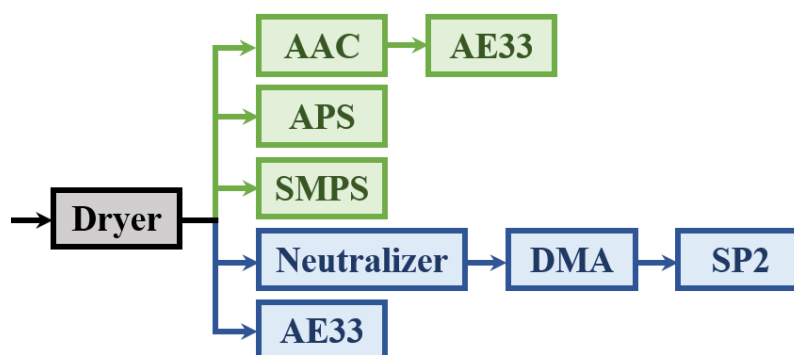 AAC
AE33
APS
SMPS
Dryer
Neutralizer
DMA
SP2
AE33